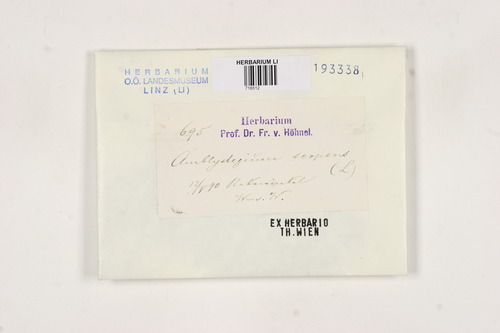 HERBARIUM
O.Ö. LANDESMUSEUM
LINZ (LI)
HERBARIUM LI
716512
193338
Herbarium
Prof. Dr. Fr. v. Höhnel.
695
Amblystegium serpens
(L)
EX HERBARIO
TH. WIEN